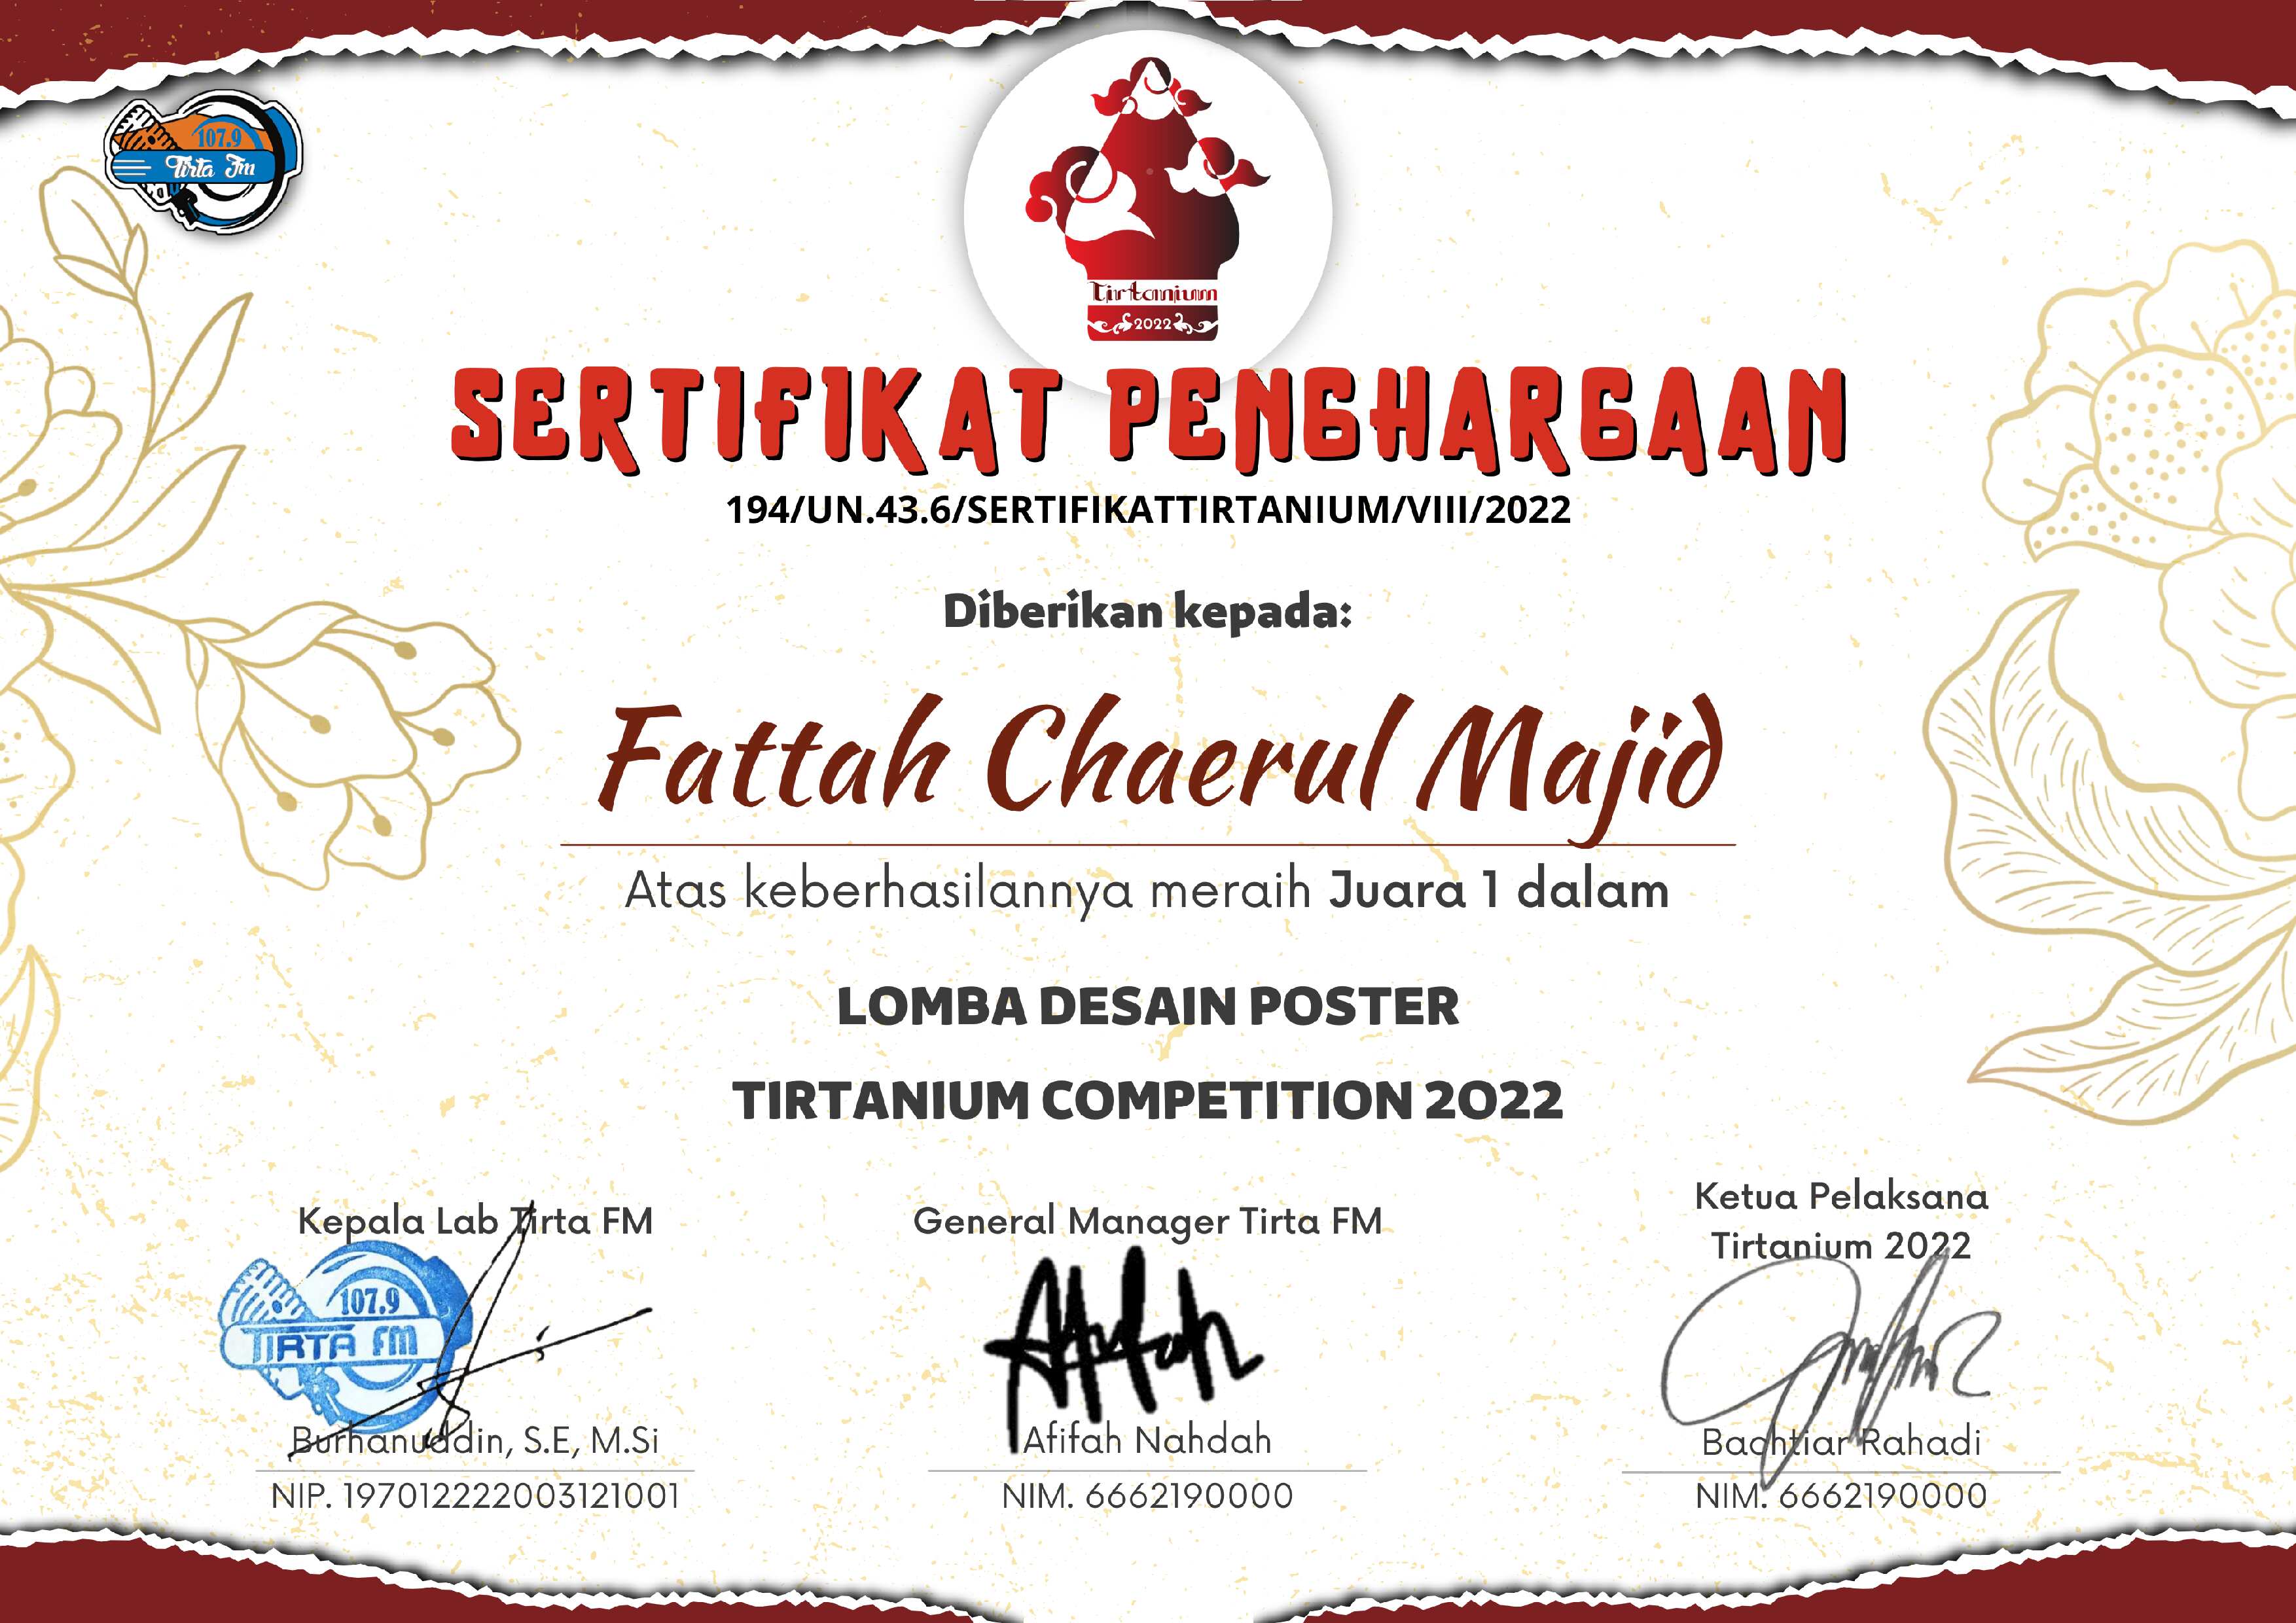 107.9
Tirta Fm
Tirtanium
2022
SERTIFIKAT PENGHARGAAN
194/UN.43.6/SERTIFIKATTIRTANIUM/VIII/2022
Diberikan kepada:
Fattah Chaerul Majid
Atas keberhasilannya meraih Juara 1 dalam
LOMBA DESAIN POSTER
TIRTANIUM COMPETITION 2022
Kepala Lab Tirta FM
107.9
TIRTA FM
Burhanuddin, S.E, M.Si
NIP. 197012222003121001
General Manager Tirta FM
Afifah
Afifah Nahdah
NIM. 6662190000
Ketua Pelaksana
Tirtanium 2022
Bachtiar Rahadi
NIM. 6662190000